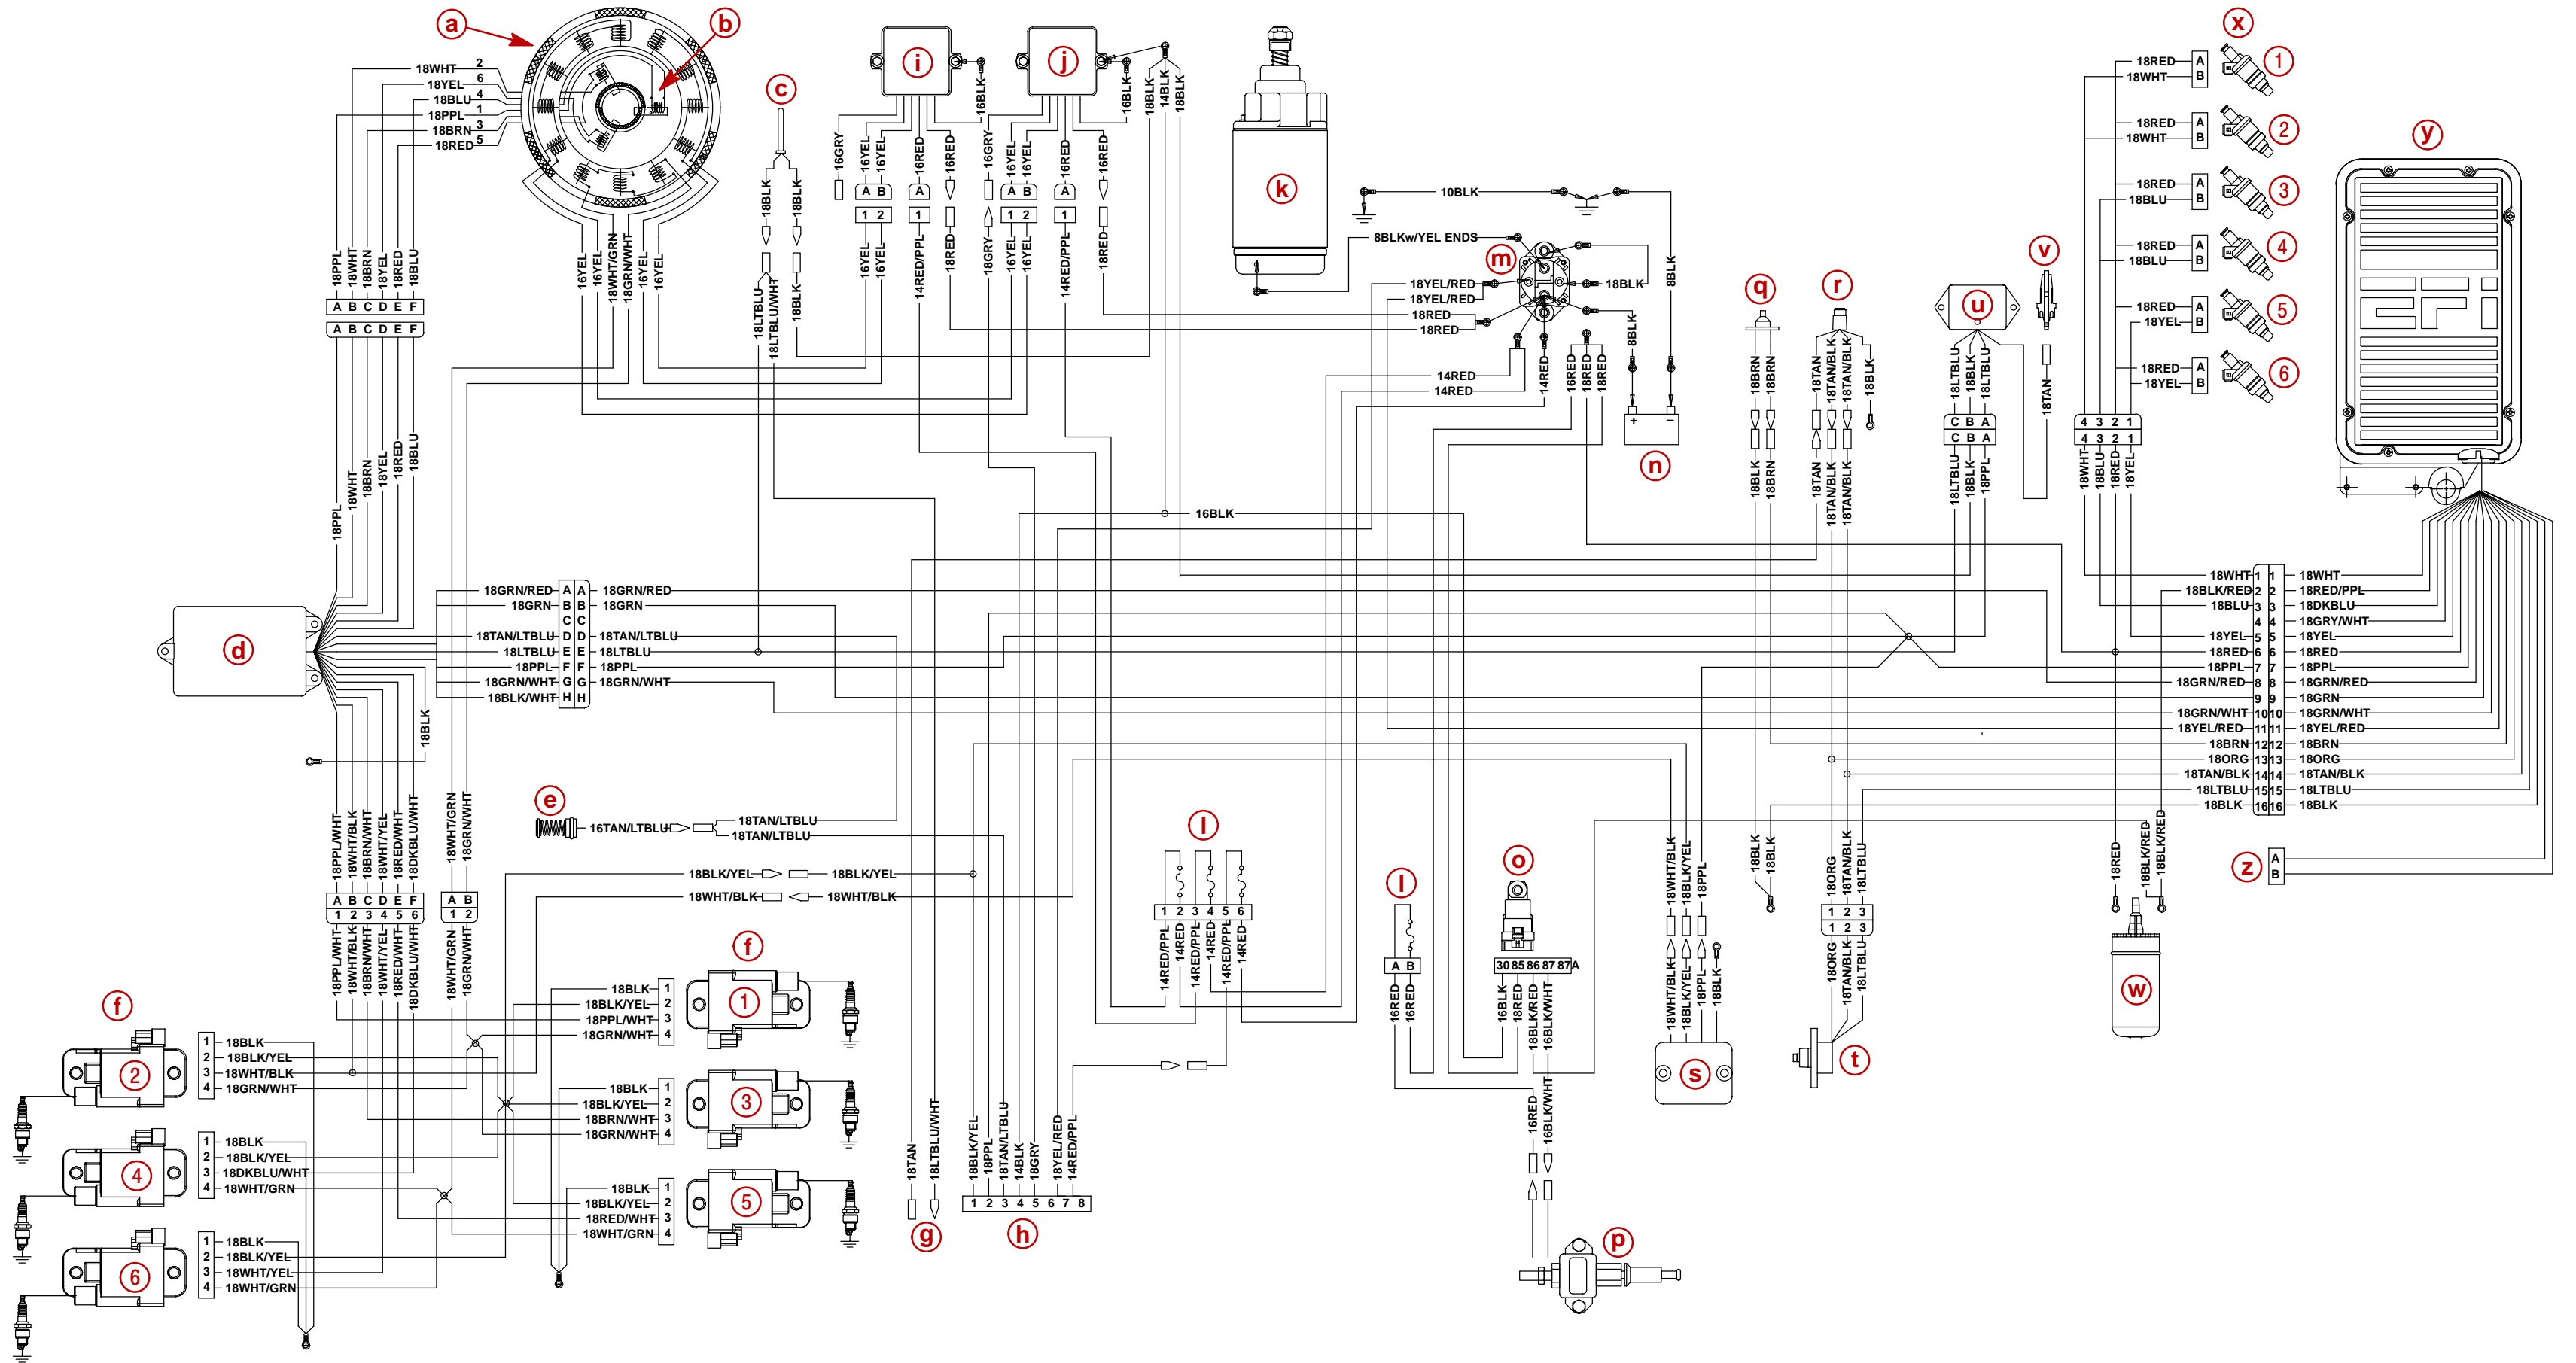 a
b
c
i
j
k
x
y
1
2
3
4
5
6
18WHT 2
18YEL 6
18BLU 4
18PPL 1
18BRN 3
18RED 5
16GRY
16YEL
16YEL
16RED
16RED
16BLK
16GRY
16YEL
16YEL
16RED
16RED
16BLK
18BLK
14BLK
18BLK
18BLK
18BLK
A B
A
A B
A
1 2
1
1 2
1
16YEL
16YEL
14RED/PPL
18RED
18GRY
16YEL
16YEL
14RED/PPL
18RED
10BLK
8BLKw/YEL ENDS
m
18YEL/RED
18YEL/RED
18BLK
18RED
18RED
8BLK
8BLK
14RED
14RED
14RED
16RED
18RED
18RED
+ −
n
q
r
u
v
18BRN
18BRN
18TAN
18TAN/BLK
18TAN/BLK
18BLK
18LTBLU
18BLK
18LTBLU
18TAN
C B A
C B A
18BLK
18BRN
18TAN
18TAN/BLK
18TAN/BLK
18LTBLU
18BLK
18PPL
18RED A
18WHT B
18RED A
18WHT B
18RED A
18BLU B
18RED A
18BLU B
18RED A
18YEL B
18RED A
18YEL B
4 3 2 1
4 3 2 1
18WHT
18BLU
18RED
18YEL
EFI
18PPL
18WHT
18BRN
18YEL
18RED
18BLU
A B C D E F
A B C D E F
18PPL
18WHT
18BRN
18YEL
18RED
18BLU
16YEL
16YEL
18WHT/GRN
18GRN/WHT
16YEL
16YEL
18LTBLU
18LTBLU/WHT
18BLK
16BLK
d
18GRN/RED A A 18GRN/RED
18GRN B B 18GRN
C C
18TAN/LTBLU D D 18TAN/LTBLU
18LTBLU E E 18LTBLU
18PPL F F 18PPL
18GRN/WHT G G 18GRN/WHT
18BLK/WHT H H
18BLK
18WHT 1 1 18WHT
18BLK/RED 2 2 18RED/PPL
18BLU 3 3 18DKBLU
4 4 18GRY/WHT
18YEL 5 5 18YEL
18RED 6 6 18RED
18PPL 7 7 18PPL
18GRN/RED 8 8 18GRN/RED
9 9 18GRN
18GRN/WHT 10 10 18GRN/WHT
18YEL/RED 11 11 18YEL/RED
18BRN 12 12 18BRN
18ORG 13 13 18ORG
18TAN/BLK 14 14 18TAN/BLK
18LTBLU 15 15 18LTBLU
18BLK 16 16 18BLK
z
A
B
e
16TAN/LTBLU
18TAN/LTBLU
18TAN/LTBLU
18BLK/YEL
18BLK/YEL
18WHT/BLK
18WHT/BLK
18PPL/WHT
18WHT/BLK
18BRN/WHT
18WHT/YEL
18RED/WHT
18DKBLU/WHT
18WHT/GRN
18GRN/WHT
A B C D E F
1 2 3 4 5 6
A B
1 2
18PPL/WHT
18WHT/BLK
18BRN/WHT
18WHT/YEL
18RED/WHT
18DKBLU/WHT
18WHT/GRN
18GRN/WHT
l
1 2 3 4 5 6
14RED/PPL
14RED
14RED/PPL
14RED
14RED/PPL
14RED
l
A B
16RED
16RED
o
30 85 86 87 87A
16BLK
18RED
18BLK/RED
16BLK/WHT
16RED
16BLK/WHT
p
18WHT/BLK
18BLK/YEL
18PPL
18WHT/BLK
18BLK/YEL
18PPL
18BLK
s
18BLK
18BLK
18ORG
18TAN/BLK
18LTBLU
1 2 3
1 2 3
18ORG
18TAN/BLK
18LTBLU
t
18RED
18BLK/RED
18BLK/RED
w
f
2
1 18BLK
2 18BLK/YEL
3 18WHT/BLK
4 18GRN/WHT
4
1 18BLK
2 18BLK/YEL
3 18DKBLU/WHT
4 18WHT/GRN
6
1 18BLK
2 18BLK/YEL
3 18WHT/YEL
4 18WHT/GRN
f
18BLK 1
18BLK/YEL 2
18PPL/WHT 3
18GRN/WHT 4
1
18BLK 1
18BLK/YEL 2
18BRN/WHT 3
18GRN/WHT 4
3
18BLK 1
18BLK/YEL 2
18RED/WHT 3
18WHT/GRN 4
5
18TAN
18LTBLU/WHT
g
18BLK/YEL
18PPL
18TAN/LTBLU
14BLK
18GRY
18YEL/RED
14RED/PPL
1 2 3 4 5 6 7 8
h